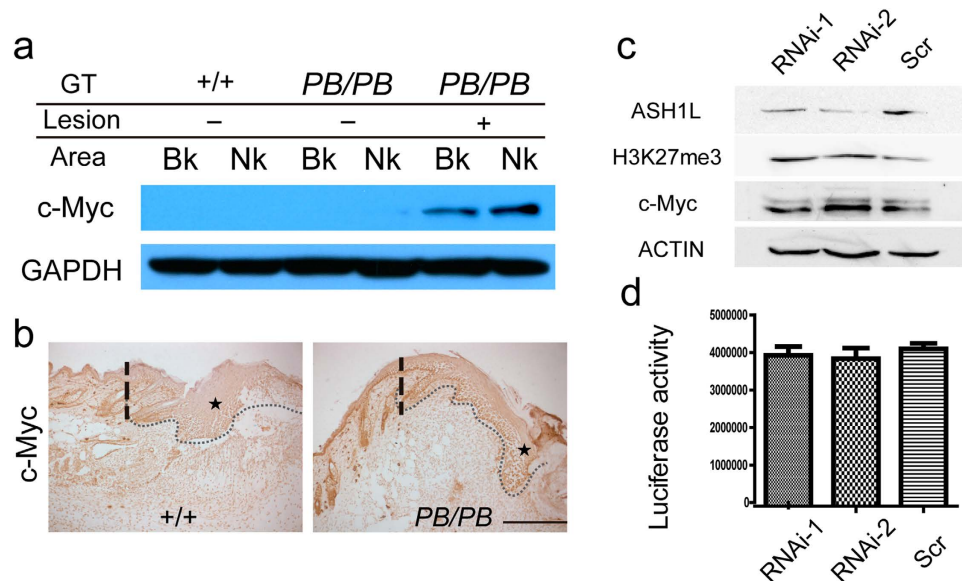 a
GT +/+ PB/PB PB/PB
Lesion – – +
Area Bk Nk Bk Nk Bk Nk
c-Myc
GAPDH
b
c-Myc
+/+
PB/PB
c
RNAi-1 RNAi-2 Scr
ASH1L
H3K27me3
c-Myc
ACTIN
d
Luciferase activity
5000000
4000000
3000000
2000000
1000000
0
RNAi-1 RNAi-2 Scr